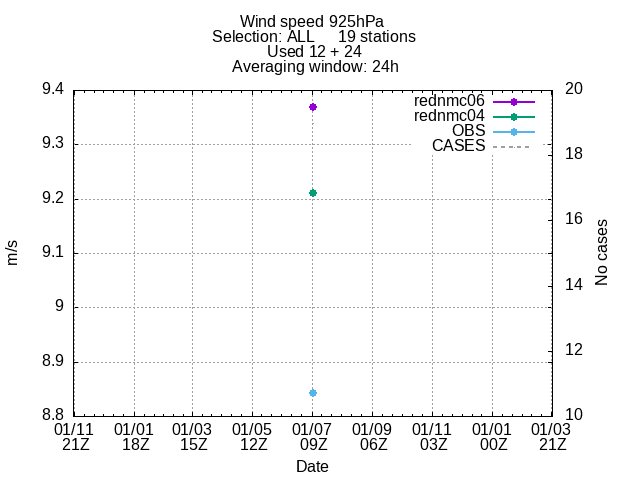 Wind speed 925hPa
Selection: ALL 19 stations
Used 12 + 24
Averaging window: 24h
9.4
9.3
9.2
9.1
9
8.9
8.8
m/s
rednmc06
rednmc04
OBS
CASES
20
18
16
14
12
10
No cases
01/11 01/01 01/03 01/05 01/07 01/09 01/11 01/01 01/03
21Z 18Z 15Z 12Z 09Z 06Z 03Z 00Z 21Z
Date